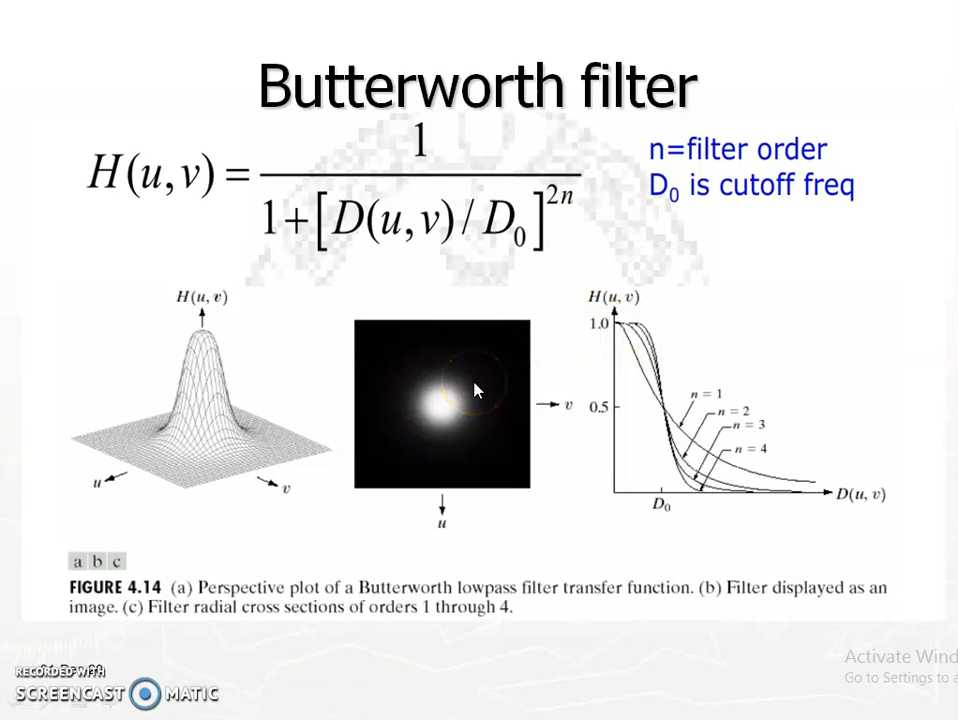 Butterworth filter
H(u,v) = 1 / 1+[D(u,v)/D0]^2n
n=filter order
D0 is cutoff freq
H(u, v)
u
v
v
u
H(u, v)
1.0
0.5
n = 1
n = 2
n = 3
n = 4
D0
D(u, v)
a b c
FIGURE 4.14 (a) Perspective plot of a Butterworth lowpass filter transfer function. (b) Filter displayed as an
image. (c) Filter radial cross sections of orders 1 through 4.
RECORDED WITH
SCREENCAST MATIC
Activate Wind
Go to Settings to a